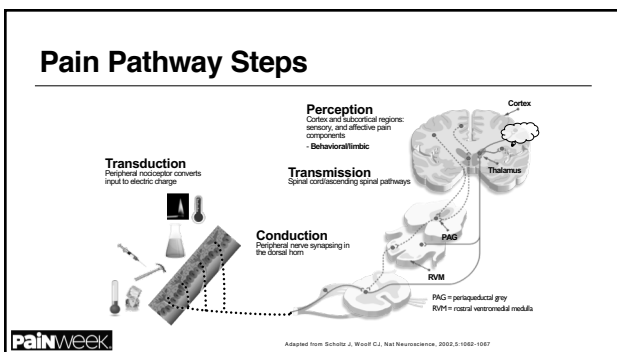 Pain Pathway Steps
Perception
Cortex and subcortical regions:
sensory, and affective pain
components
- Behavioral/limbic
Cortex
Thalamus
Transduction
Peripheral nociceptor converts
input to electric charge
Transmission
Spinal cord/ascending spinal pathways
Conduction
Peripheral nerve synapsing in
the dorsal horn
PAG
RVM
PAG = periaqueductal grey
RVM = rostral ventromedial medulla
PAINWEEK.
Adapted from Scholtz J, Woolf CJ, Nat Neuroscience, 2002,5:1062-1067